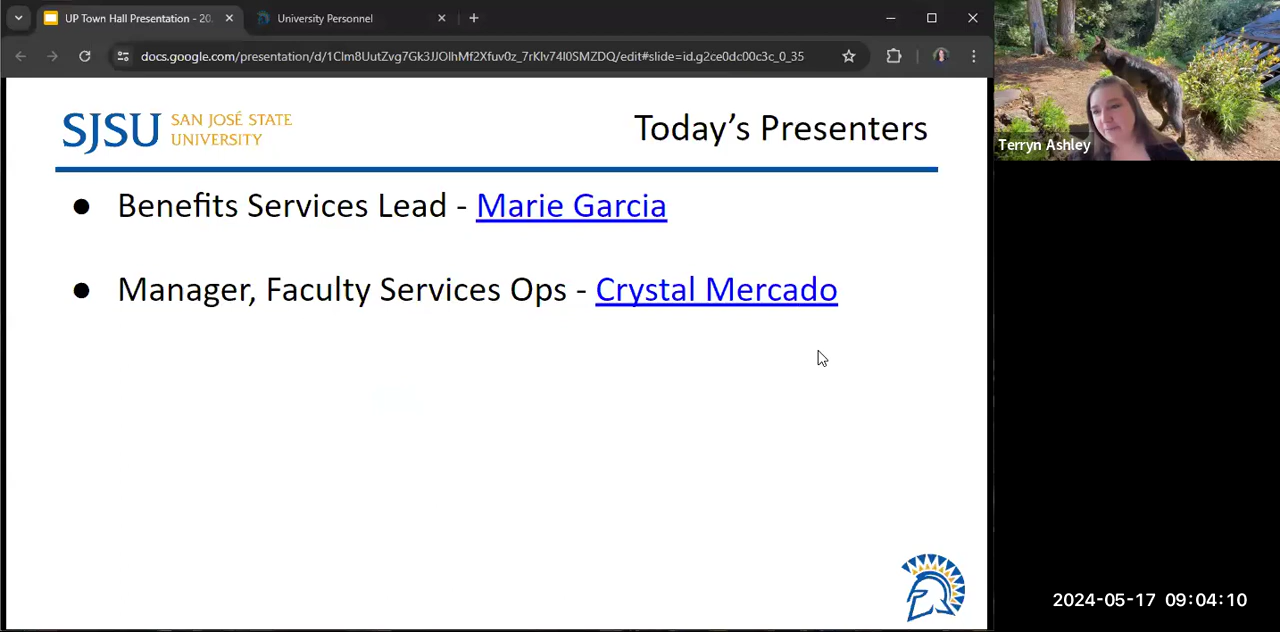 UP Town Hall Presentation - 20
University Personnel
docs.google.com/presentation/d/1Clm8UutZvg7Gk3JJOlhMf2Xfuv0z_7rKlv74l0SMZDQ/edit#slide=id.g2ce0dc00c3c_0_35
SJSU SAN JOSÉ STATE UNIVERSITY
Today's Presenters
Terryn Ashley
● Benefits Services Lead - Marie Garcia
● Manager, Faculty Services Ops - Crystal Mercado
2024-05-17 09:04:10